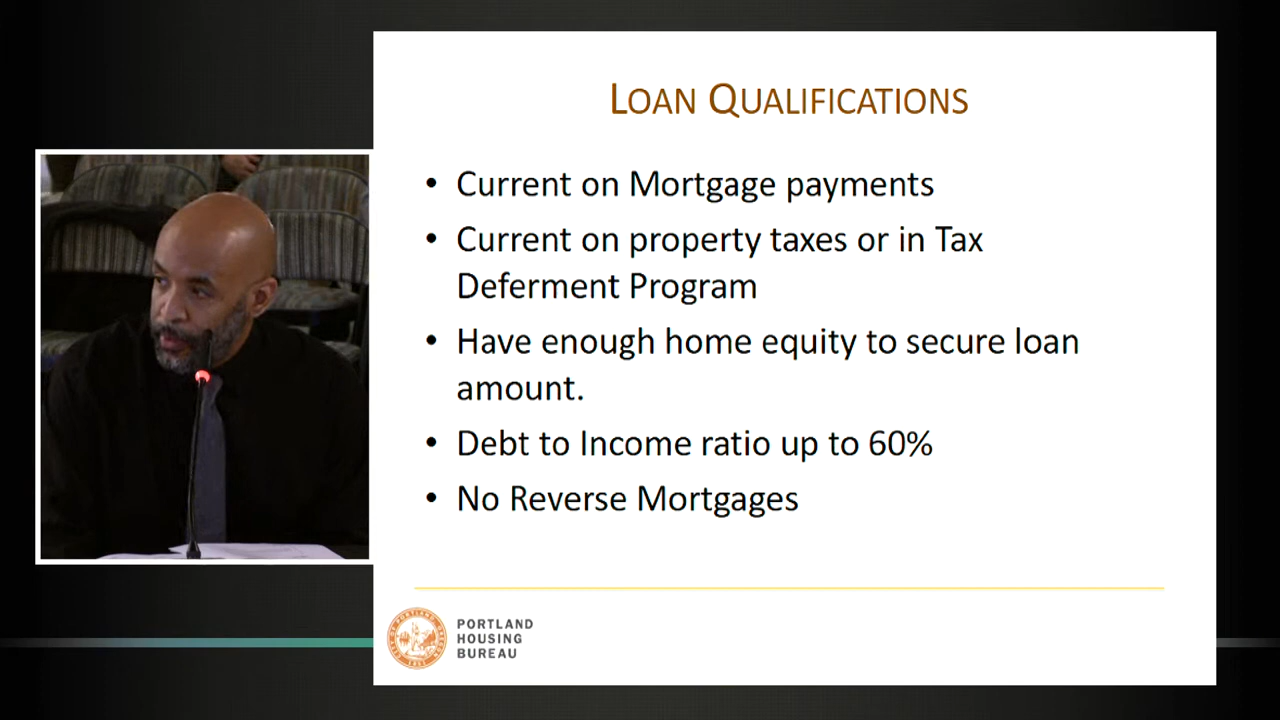 LOAN QUALIFICATIONS
• Current on Mortgage payments
• Current on property taxes or in Tax
Deferment Program
• Have enough home equity to secure loan
amount.
• Debt to Income ratio up to 60%
• No Reverse Mortgages
PORTLAND
HOUSING
BUREAU